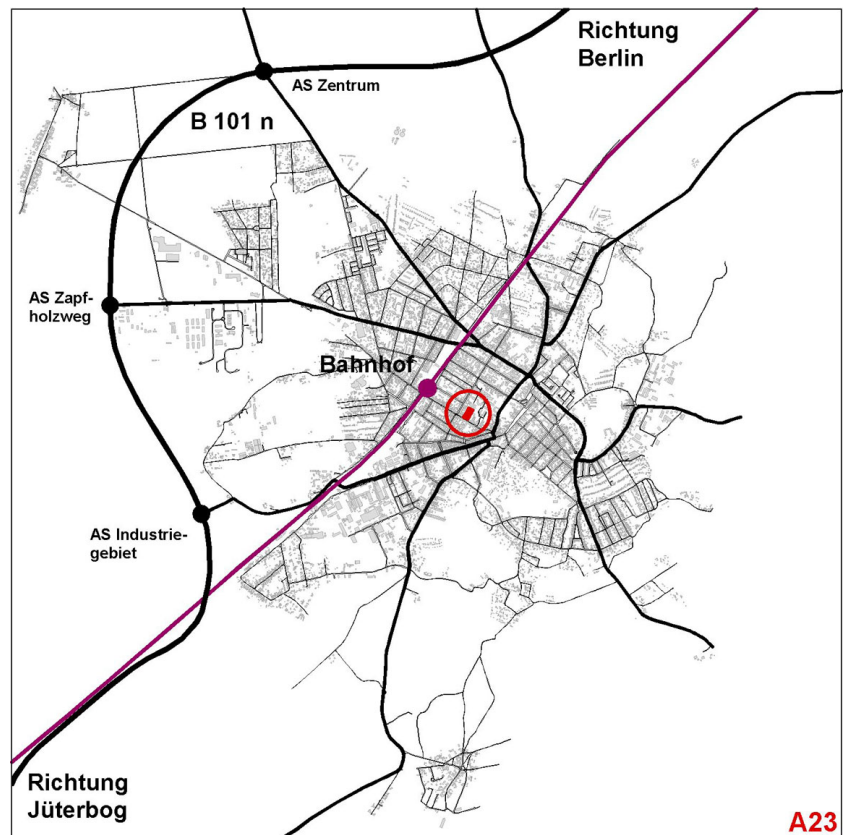 Richtung
Berlin
AS Zentrum
B 101 n
AS Zapf-
holzweg
Bahnhof
AS Industrie-
gebiet
Richtung
Jüterbog
A23